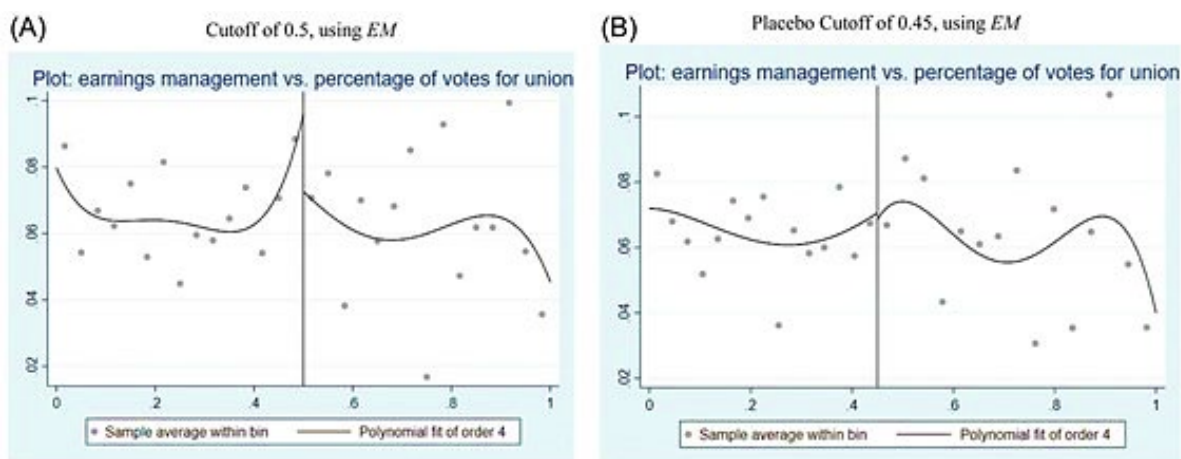 (A)
Cutoff of 0.5, using EM
Plot: earnings management vs. percentage of votes for union
.1
.08
.06
.04
.02
0
.2
.4
.6
.8
1
Sample average within bin
Polynomial fit of order 4
(B)
Placebo Cutoff of 0.45, using EM
Plot: earnings management vs. percentage of votes for union
.1
.08
.06
.04
.02
0
.2
.4
.6
.8
1
Sample average within bin
Polynomial fit of order 4